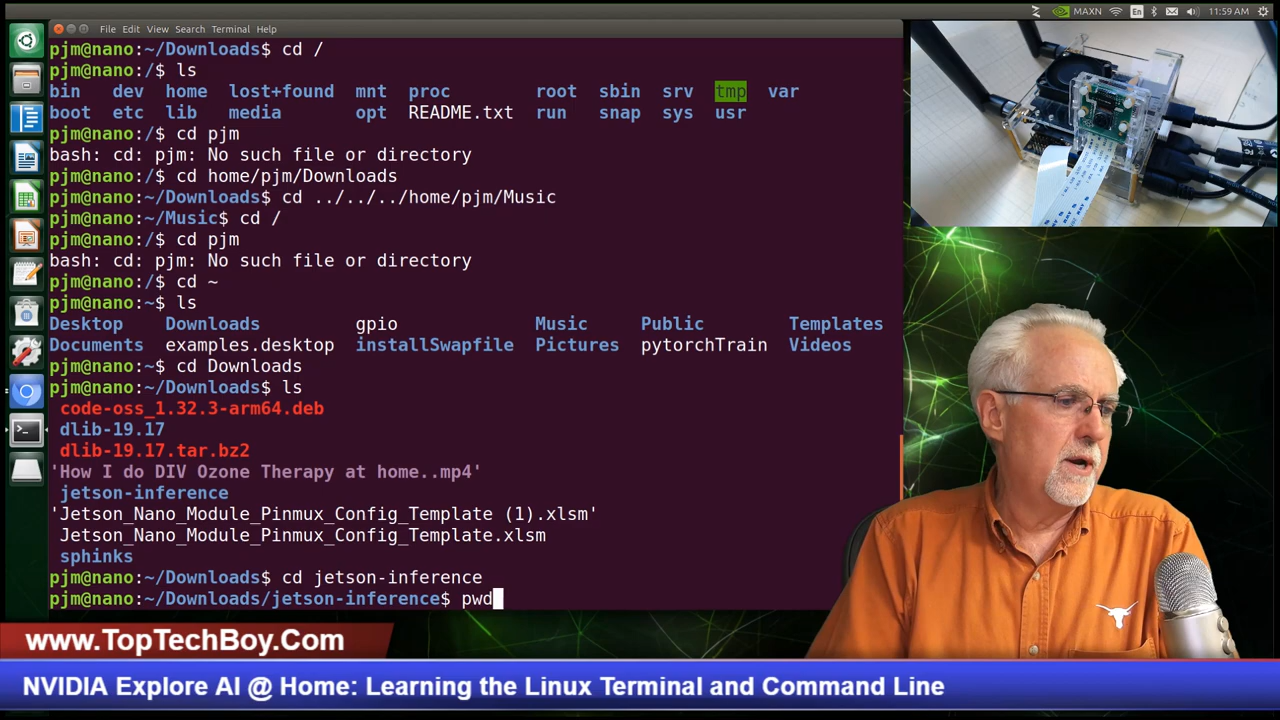 File Edit View Search Terminal Help
MAXN En 11:59 AM
pjm@nano:~/Downloads$ cd /
pjm@nano:/$ ls
bin dev home lost+found mnt proc root sbin srv tmp var
boot etc lib media opt README.txt run snap sys usr
pjm@nano:/$ cd pjm
bash: cd: pjm: No such file or directory
pjm@nano:/$ cd home/pjm/Downloads
pjm@nano:~/Downloads$ cd ../../../home/pjm/Music
pjm@nano:~/Music$ cd /
pjm@nano:/$ cd pjm
bash: cd: pjm: No such file or directory
pjm@nano:/$ cd ~
pjm@nano:~$ ls
Desktop Downloads gpio Music Public Templates
Documents examples.desktop installSwapfile Pictures pytorchTrain Videos
pjm@nano:~$ cd Downloads
pjm@nano:~/Downloads$ ls
code-oss_1.32.3-arm64.deb
dlib-19.17
dlib-19.17.tar.bz2
'How I do DIV Ozone Therapy at home..mp4'
jetson-inference
'Jetson_Nano_Module_Pinmux_Config_Template (1).xlsm'
Jetson_Nano_Module_Pinmux_Config_Template.xlsm
sphinks
pjm@nano:~/Downloads$ cd jetson-inference
pjm@nano:~/Downloads/jetson-inference$ pwd
www.TopTechBoy.Com
NVIDIA Explore AI @ Home: Learning the Linux Terminal and Command Line